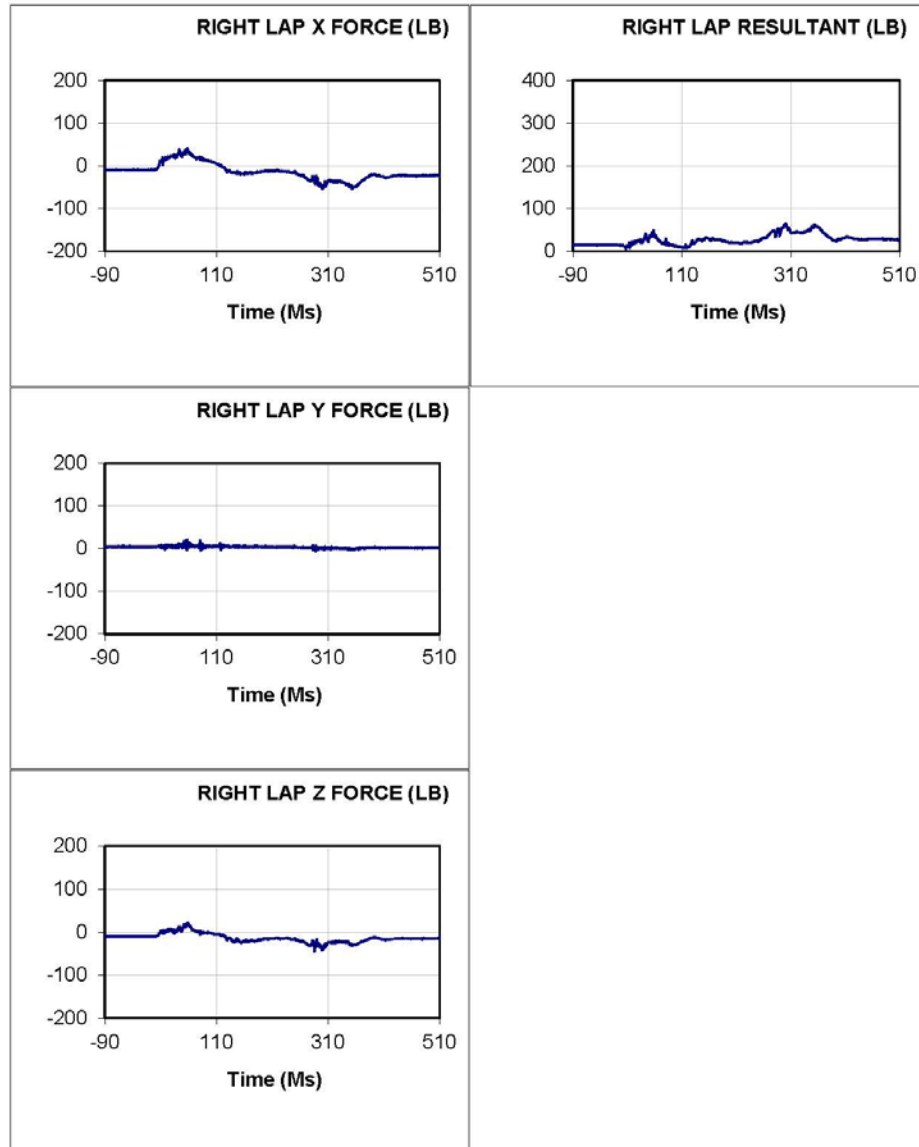 RIGHT LAP X FORCE (LB)
200
100
0
-100
-200
-90 110 310 510
Time (Ms)
RIGHT LAP RESULTANT (LB)
400
300
200
100
0
-90 110 310 510
Time (Ms)
RIGHT LAP Y FORCE (LB)
200
100
0
-100
-200
-90 110 310 510
Time (Ms)
RIGHT LAP Z FORCE (LB)
200
100
0
-100
-200
-90 110 310 510
Time (Ms)